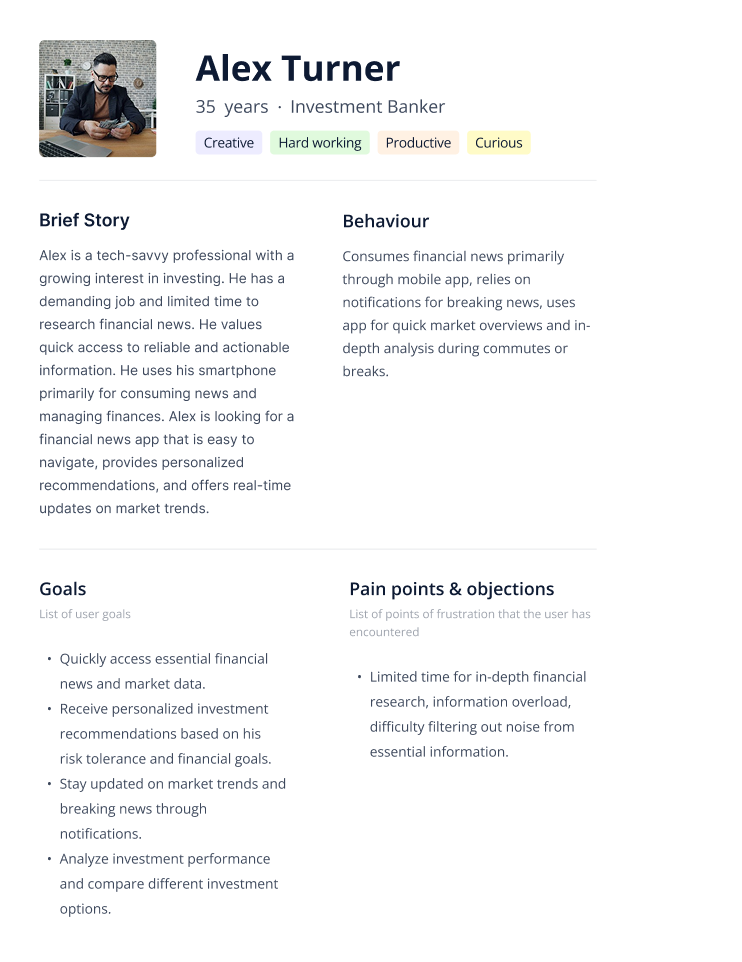 Alex Turner
35 years · Investment Banker
Creative Hard working Productive Curious
Brief Story
Alex is a tech-savvy professional with a
growing interest in investing. He has a
demanding job and limited time to
research financial news. He values
quick access to reliable and actionable
information. He uses his smartphone
primarily for consuming news and
managing finances. Alex is looking for a
financial news app that is easy to
navigate, provides personalized
recommendations, and offers real-time
updates on market trends.
Behaviour
Consumes financial news primarily
through mobile app, relies on
notifications for breaking news, uses
app for quick market overviews and in-
depth analysis during commutes or
breaks.
Goals
List of user goals
• Quickly access essential financial
news and market data.
• Receive personalized investment
recommendations based on his
risk tolerance and financial goals.
• Stay updated on market trends and
breaking news through
notifications.
• Analyze investment performance
and compare different investment
options.
Pain points & objections
List of points of frustration that the user has
encountered
• Limited time for in-depth financial
research, information overload,
difficulty filtering out noise from
essential information.